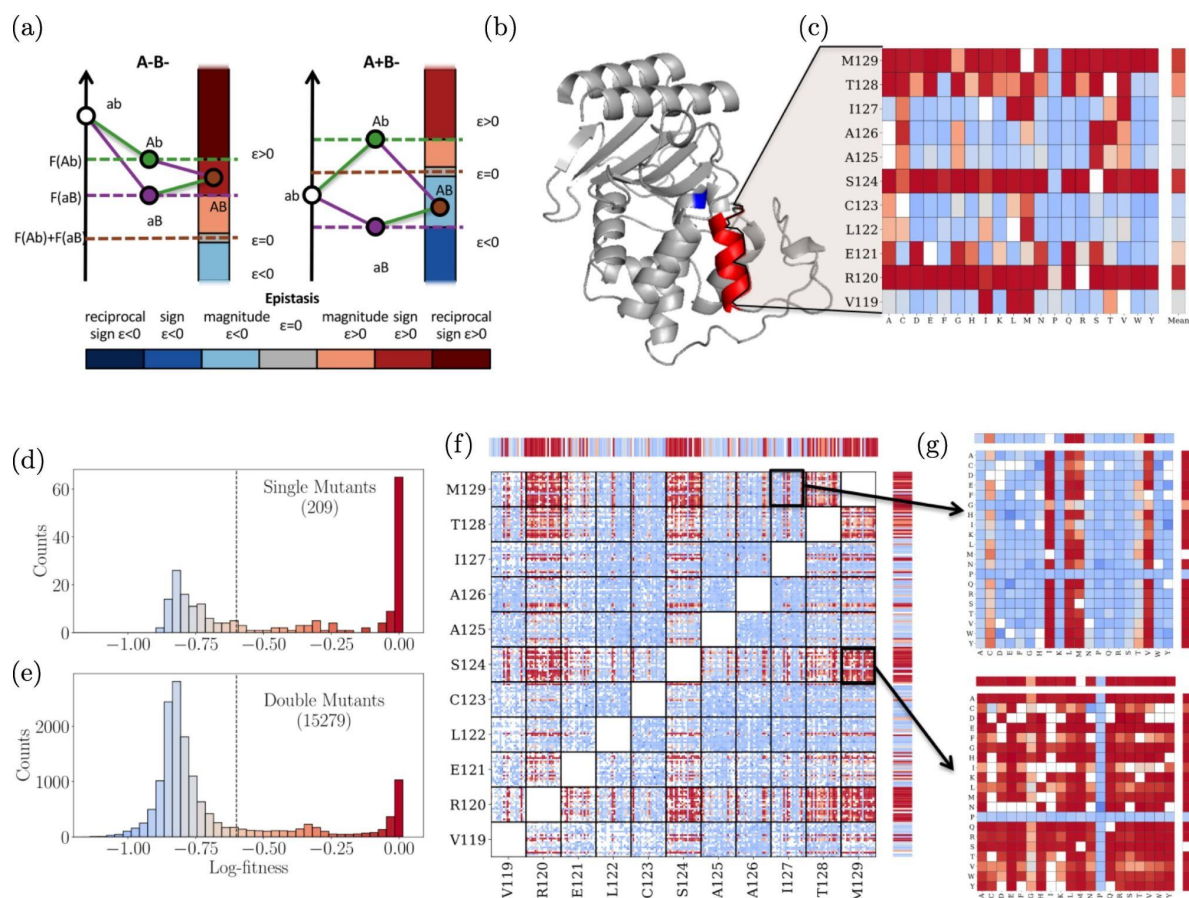 (a)
A-B-
A+B-
ab
Ab
F(Ab)
ε>0
F(aB)
AB
aB
F(Ab)+F(aB)
ε=0
ε<0
Ab
ε>0
ε=0
ab
AB
ε<0
aB
Epistasis
reciprocal sign ε<0
sign ε<0
magnitude ε<0
ε=0
magnitude ε>0
sign ε>0
reciprocal sign ε>0
(b)
(c)
M129
T128
I127
A126
A125
S124
C123
L122
E121
R120
V119
A C D E F G H I K L M N P Q R S T V W Y
Mean
(d)
Counts
60
40
20
0
Single Mutants
(209)
−1.00 −0.75 −0.50 −0.25 0.00
(e)
Counts
2000
1000
0
Double Mutants
(15279)
−1.00 −0.75 −0.50 −0.25 0.00
Log-fitness
(f)
M129
T128
I127
A126
A125
S124
C123
L122
E121
R120
V119
V119 R120 E121 L122 C123 S124 A125 A126 I127 T128 M129
(g)
A
C
D
E
F
G
H
I
K
L
M
N
P
Q
R
S
T
V
W
Y
A C D E F G H I K L M N P Q R S T V W Y
A
C
D
E
F
G
H
I
K
L
M
N
P
Q
R
S
T
V
W
Y
A C D E F G H I K L M N P Q R S T V W Y